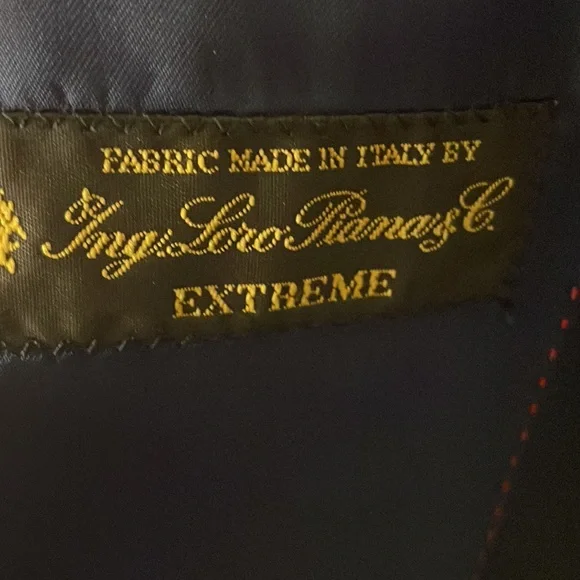 FABRIC MADE IN ITALY BY
Ing. Loro Piana & C.
EXTREME